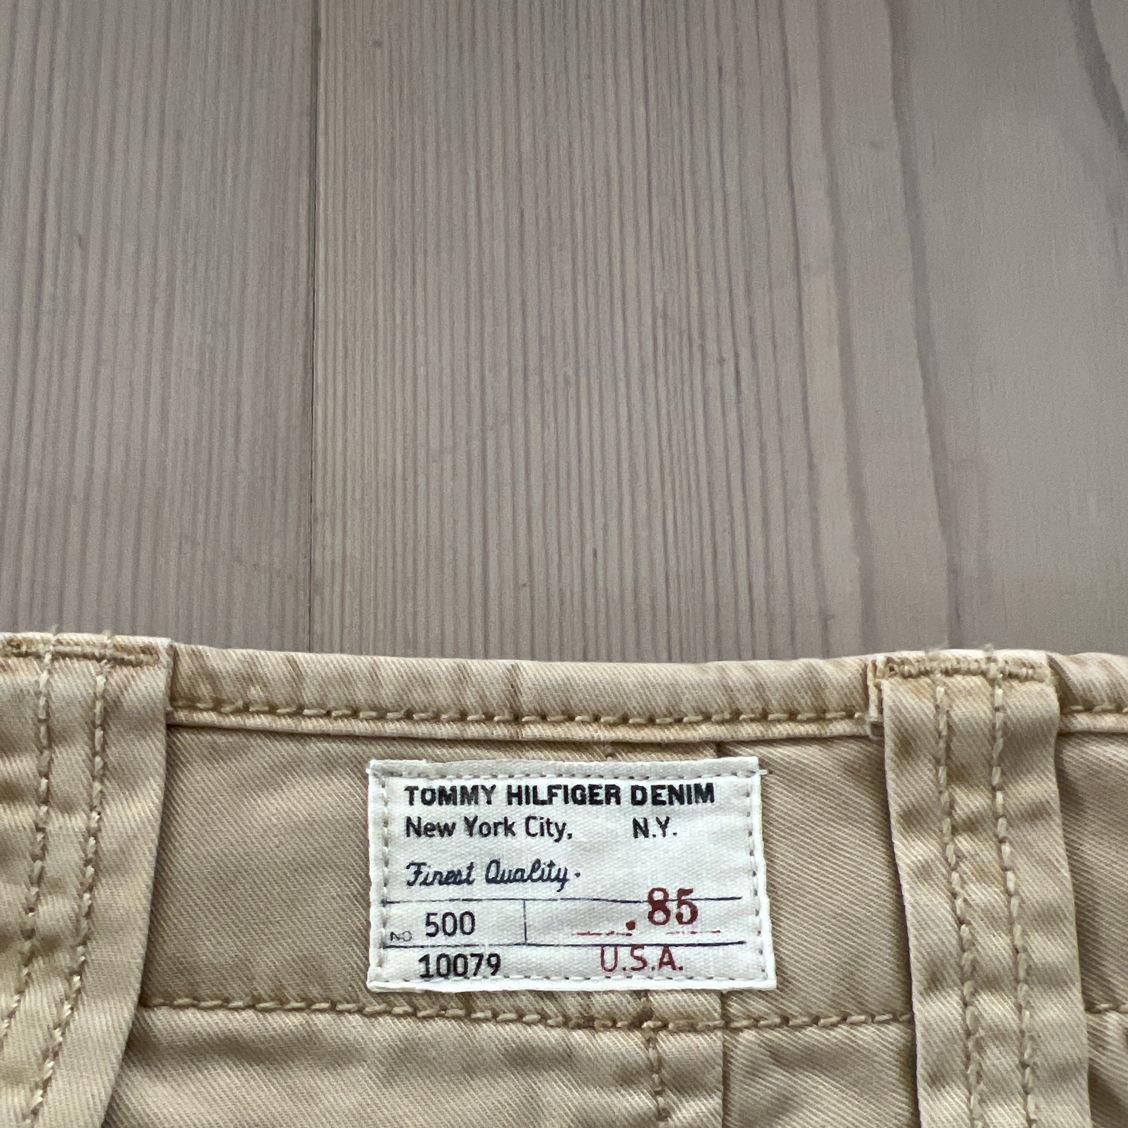 TOMMY HILFIGER DENIM
New York City, N.Y.
Finest Quality.
NO 500 .85
10079 U.S.A.